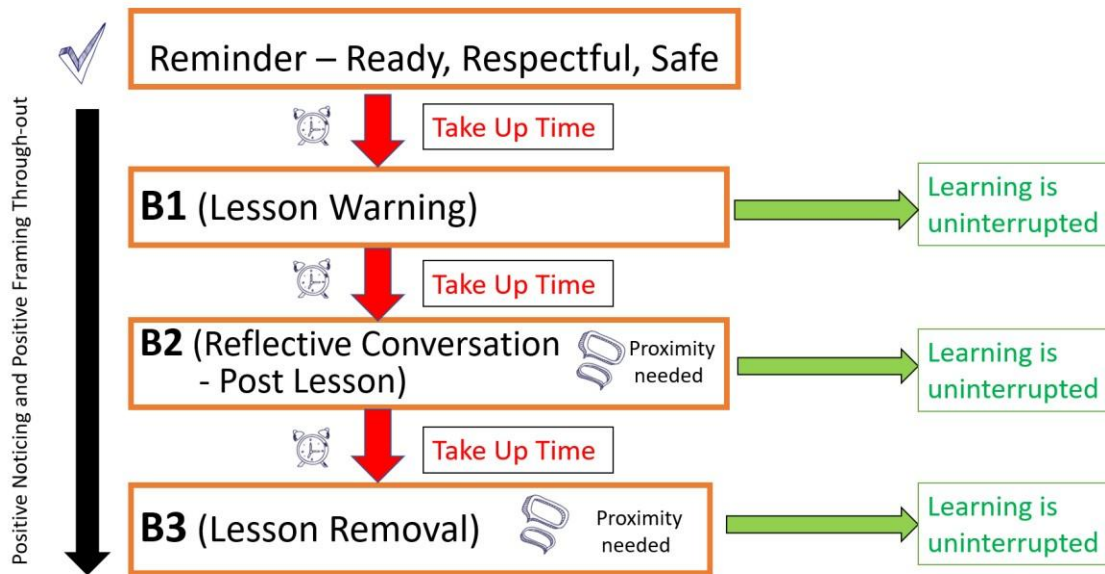 Positive Noticing and Positive Framing Through-out
Reminder – Ready, Respectful, Safe
Take Up Time
B1 (Lesson Warning)
Learning is
uninterrupted
Take Up Time
B2 (Reflective Conversation
- Post Lesson)
Proximity
needed
Learning is
uninterrupted
Take Up Time
B3 (Lesson Removal)
Proximity
needed
Learning is
uninterrupted